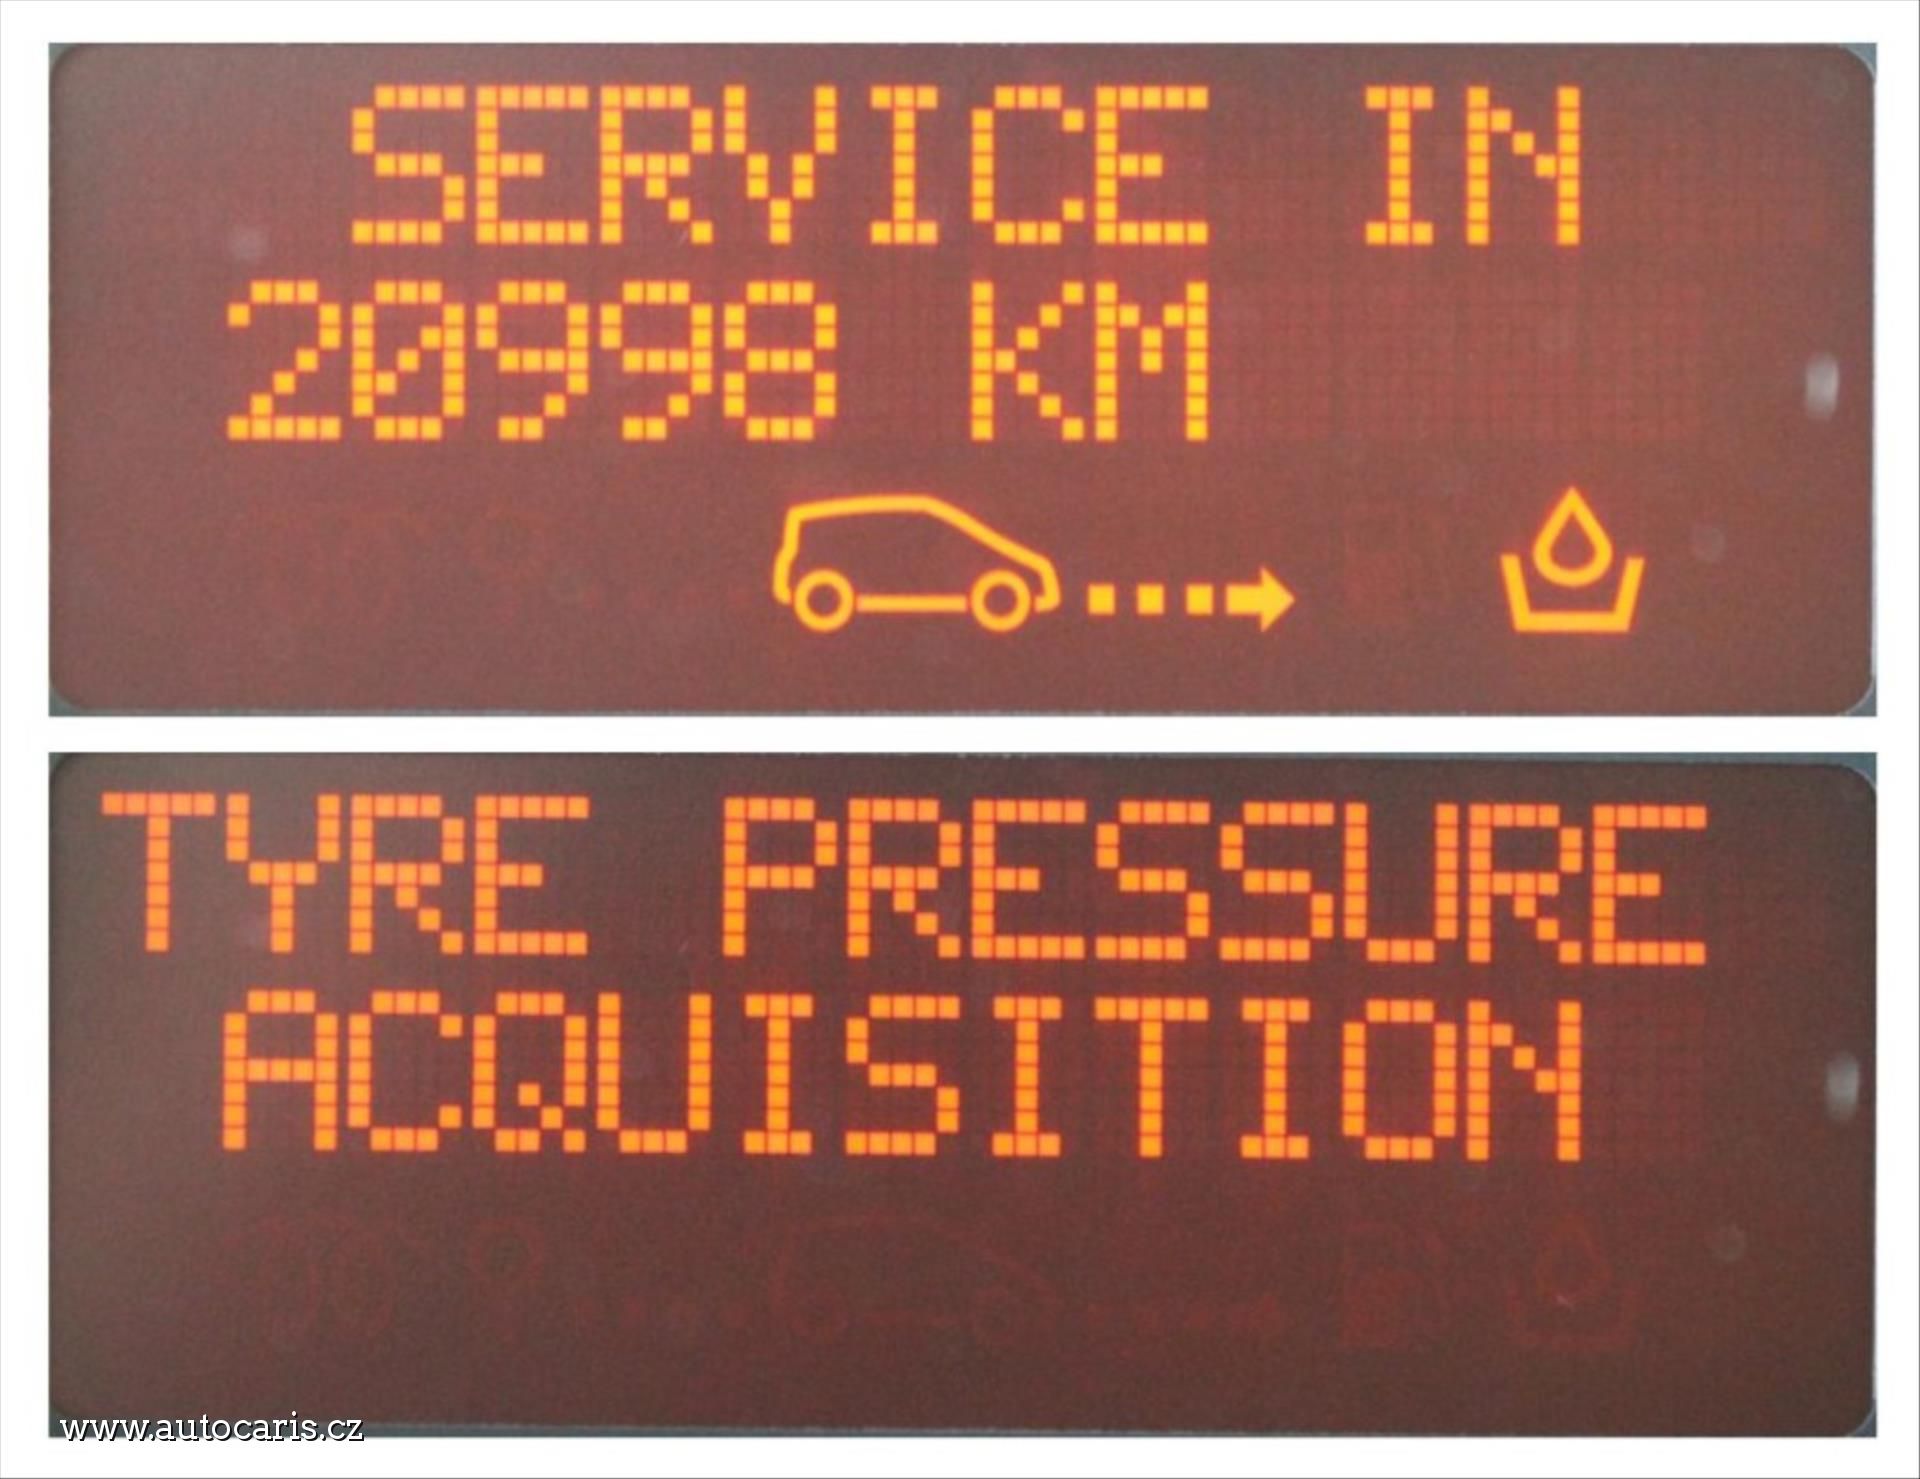 SERVICE IN
20998 KM
TYRE PRESSURE
ACQUISITION
www.autocaris.cz